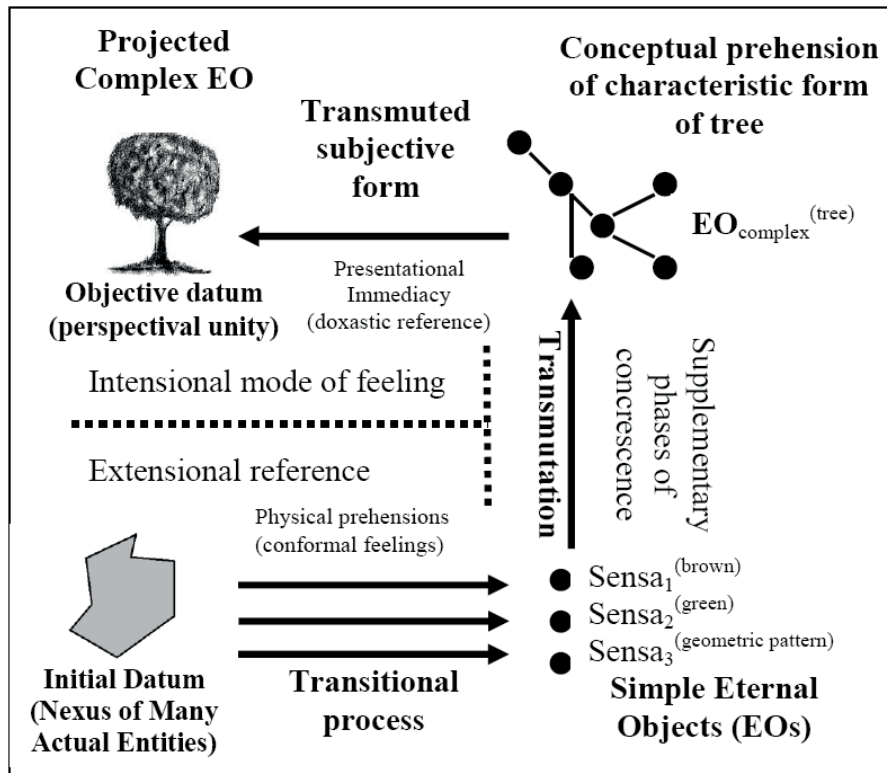 Projected
Complex EO
Conceptual prehension
of characteristic form
of tree
Transmuted
subjective
form
EOcomplex(tree)
Presentational
Immediacy
(doxastic reference)
Objective datum
(perspectival unity)
Transmutation
Supplementary
phases of
concrescence
Intensional mode of feeling
Extensional reference
Physical prehensions
(conformal feelings)
Sensa1(brown)
Sensa2(green)
Sensa3(geometric pattern)
Initial Datum
(Nexus of Many
Actual Entities)
Transitional
process
Simple Eternal
Objects (EOs)